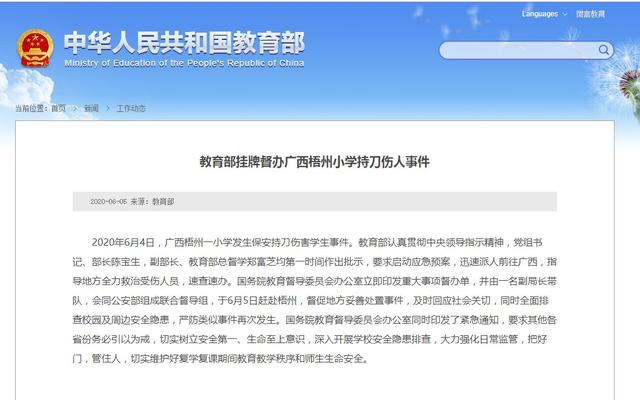 Languages 微言教育
中华人民共和国教育部
Ministry of Education of the People's Republic of China
当前位置：首页 > 新闻 > 工作动态
教育部挂牌督办广西梧州小学持刀伤人事件
2020-06-05 来源：教育部
2020年6月4日，广西梧州一小学发生保安持刀伤害学生事件。教育部认真贯彻中央领导指示精神，党组书
记、部长陈宝生，副部长、教育部总督学郑富芝均第一时间作出批示，要求启动应急预案，迅速派人前往广西，指
导地方全力救治受伤人员，速查速办。国务院教育督导委员会办公室立即印发重大事项督办单，并由一名副局长带
队，会同公安部组成联合督导组，于6月5日赶赴梧州，督促地方妥善处置事件，及时回应社会关切，同时全面排
查校园及周边安全隐患，严防类似事件再次发生。国务院教育督导委员会办公室同时印发了紧急通知，要求其他各
省份务必引以为戒，切实树立安全第一、生命至上意识，深入开展学校安全隐患排查，大力强化日常监管，把好
门，管住人，切实维护好复学复课期间教育教学秩序和师生生命安全。